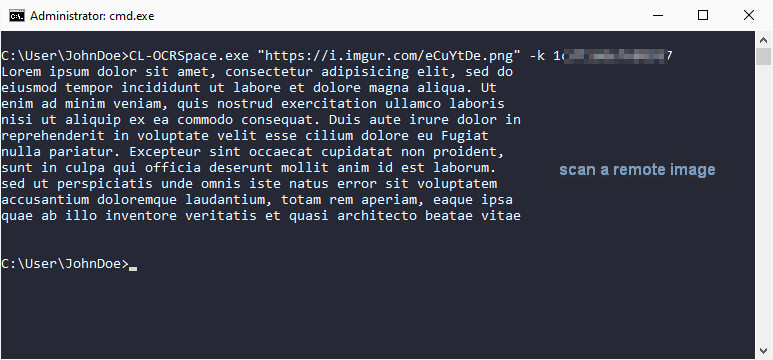 Administrator: cmd.exe
C:\User\JohnDoe>CL-OCRSpace.exe "https://i.imgur.com/eCuYtDe.png" -k
Lorem ipsum dolor sit amet, consectetur adipisicing elit, sed do
eiusmod tempor incididunt ut labore et dolore magna aliqua. Ut
enim ad minim veniam, quis nostrud exercitation ullamco laboris
nisi ut aliquip ex ea commodo consequat. Duis aute irure dolor in
reprehenderit in voluptate velit esse cilium dolore eu Fugiat
nulla pariatur. Excepteur sint occaecat cupidatat non proident,
sunt in culpa qui officia deserunt mollit anim id est laborum.
sed ut perspiciatis unde omnis iste natus error sit voluptatem
accusantium doloremque laudantium, totam rem aperiam, eaque ipsa
quae ab illo inventore veritatis et quasi architecto beatae vitae
scan a remote image
C:\User\JohnDoe>